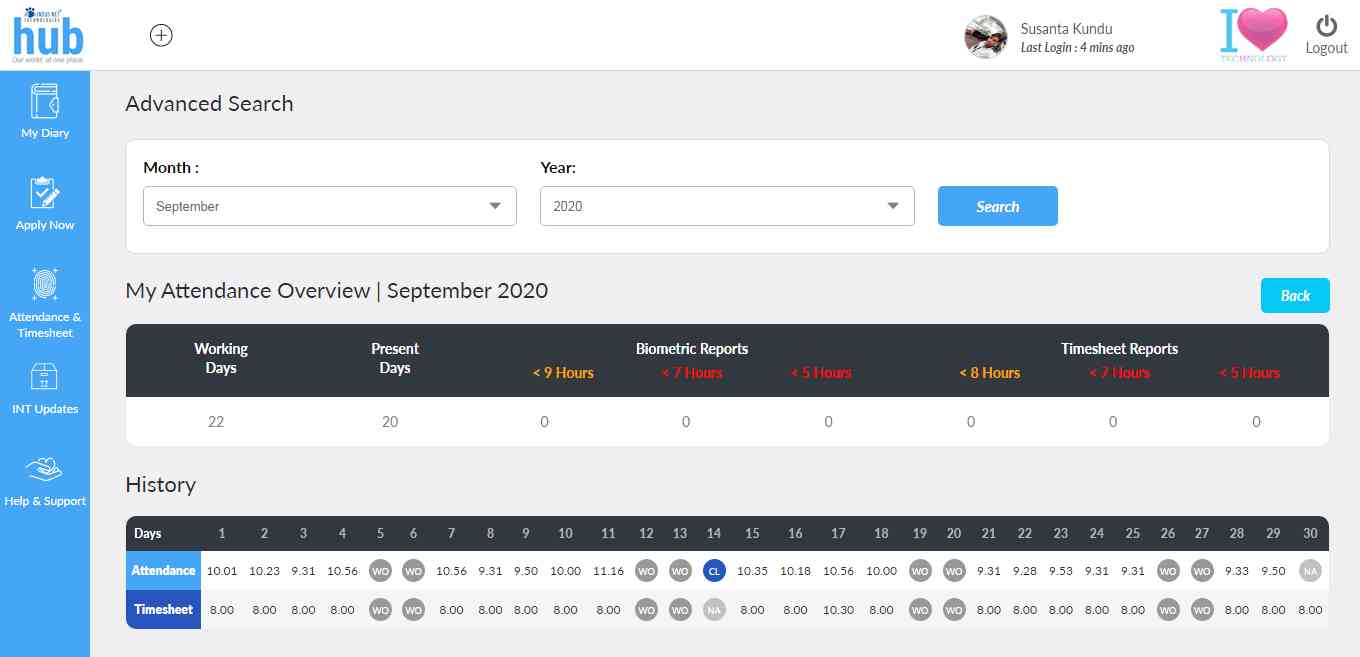 INDUS NET
TECHNOLOGIES
hub
Our world, at one place.
Susanta Kundu
Last Login : 4 mins ago
I
TECHNOLOGY
Logout
My Diary
Apply Now
Attendance &
Timesheet
INT Updates
Help & Support
Advanced Search
Month : Year:
September 2020 Search
My Attendance Overview | September 2020 Back
Working Days Present Days Biometric Reports Timesheet Reports
< 9 Hours < 7 Hours < 5 Hours < 8 Hours < 7 Hours < 5 Hours
22 20 0 0 0 0 0 0
History
Days 1 2 3 4 5 6 7 8 9 10 11 12 13 14 15 16 17 18 19 20 21 22 23 24 25 26 27 28 29 30
Attendance 10.01 10.23 9.31 10.56 WO WO 10.56 9.31 9.50 10.00 11.16 WO WO CL 10.35 10.18 10.56 10.00 WO WO 9.31 9.28 9.53 9.31 9.31 WO WO 9.33 9.50 NA
Timesheet 8.00 8.00 8.00 8.00 WO WO 8.00 8.00 8.00 8.00 8.00 WO WO NA 8.00 8.00 10.30 8.00 WO WO 8.00 8.00 8.00 8.00 8.00 WO WO 8.00 8.00 8.00